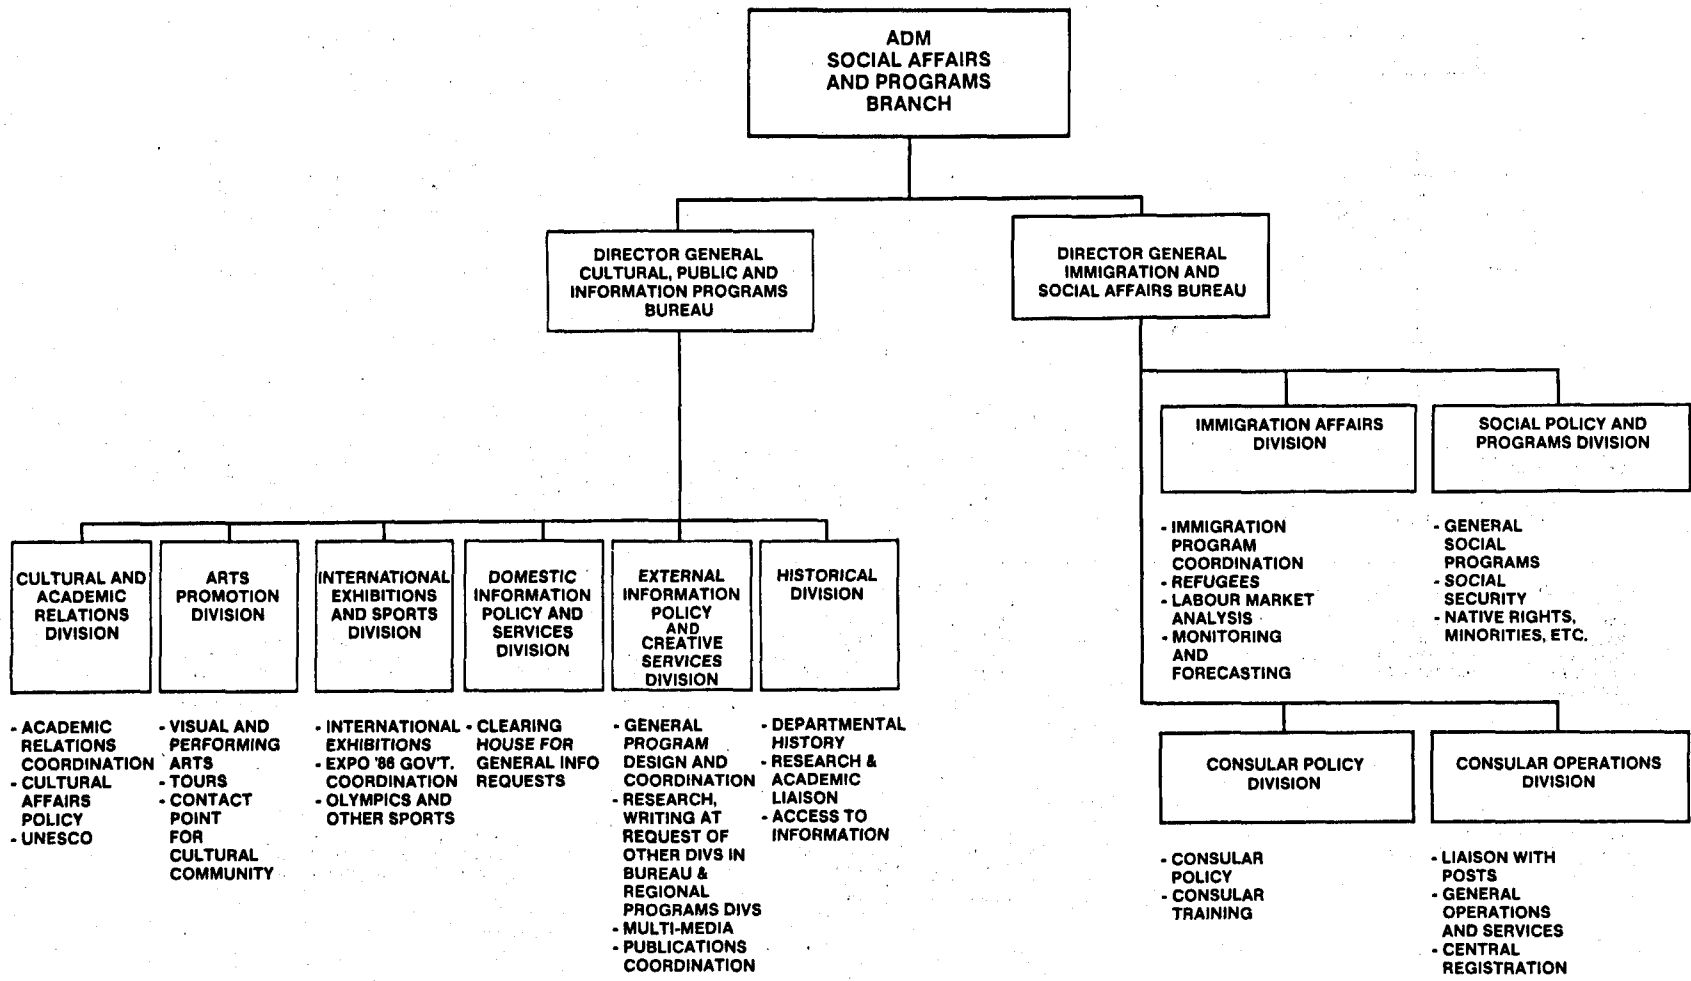 ADM
SOCIAL AFFAIRS
AND PROGRAMS
BRANCH
DIRECTOR GENERAL
CULTURAL, PUBLIC AND
INFORMATION PROGRAMS
BUREAU
DIRECTOR GENERAL
IMMIGRATION AND
SOCIAL AFFAIRS BUREAU
IMMIGRATION AFFAIRS
DIVISION
- IMMIGRATION
PROGRAM
COORDINATION
- REFUGEES
- LABOUR MARKET
ANALYSIS
- MONITORING
AND
FORECASTING
SOCIAL POLICY AND
PROGRAMS DIVISION
- GENERAL
SOCIAL
PROGRAMS
- SOCIAL
SECURITY
- NATIVE RIGHTS,
MINORITIES, ETC.
CULTURAL AND
ACADEMIC
RELATIONS
DIVISION
- ACADEMIC
RELATIONS
COORDINATION
- CULTURAL
AFFAIRS
POLICY
- UNESCO
ARTS
PROMOTION
DIVISION
- VISUAL AND
PERFORMING
ARTS
- TOURS
- CONTACT
POINT
FOR
CULTURAL
COMMUNITY
INTERNATIONAL
EXHIBITIONS
AND SPORTS
DIVISION
- INTERNATIONAL
EXHIBITIONS
- EXPO '86 GOV'T.
COORDINATION
- OLYMPICS AND
OTHER SPORTS
DOMESTIC
INFORMATION
POLICY AND
SERVICES
DIVISION
- CLEARING
HOUSE FOR
GENERAL INFO
REQUESTS
EXTERNAL
INFORMATION
POLICY
AND
CREATIVE
SERVICES
DIVISION
- GENERAL
PROGRAM
DESIGN AND
COORDINATION
- RESEARCH,
WRITING AT
REQUEST OF
OTHER DIVS IN
BUREAU &
REGIONAL
PROGRAMS DIVS
- MULTI-MEDIA
- PUBLICATIONS
COORDINATION
HISTORICAL
DIVISION
- DEPARTMENTAL
HISTORY
- RESEARCH &
ACADEMIC
LIAISON
- ACCESS TO
INFORMATION
CONSULAR POLICY
DIVISION
- CONSULAR
POLICY
- CONSULAR
TRAINING
CONSULAR OPERATIONS
DIVISION
- LIAISON WITH
POSTS
- GENERAL
OPERATIONS
AND SERVICES
- CENTRAL
REGISTRATION